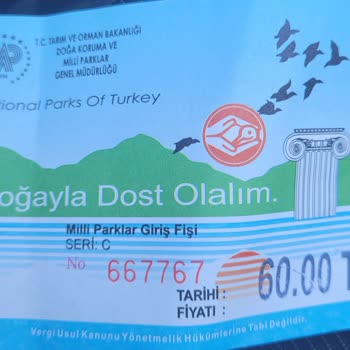 T.C. TARIM VE ORMAN BAKANLIĞI
DOĞA KORUMA VE
MİLLİ PARKLAR
GENEL MÜDÜRLÜĞÜ
tional Parks Of Turkey
oğayla Dost Olalım.
Milli Parklar Giriş Fişi
SERİ: C
No 667767
TARİHİ :
FİYATI :
60.00 T
Vergi Usul Kanunu Yönetmelik Hükümlerine Tabi Değildir.